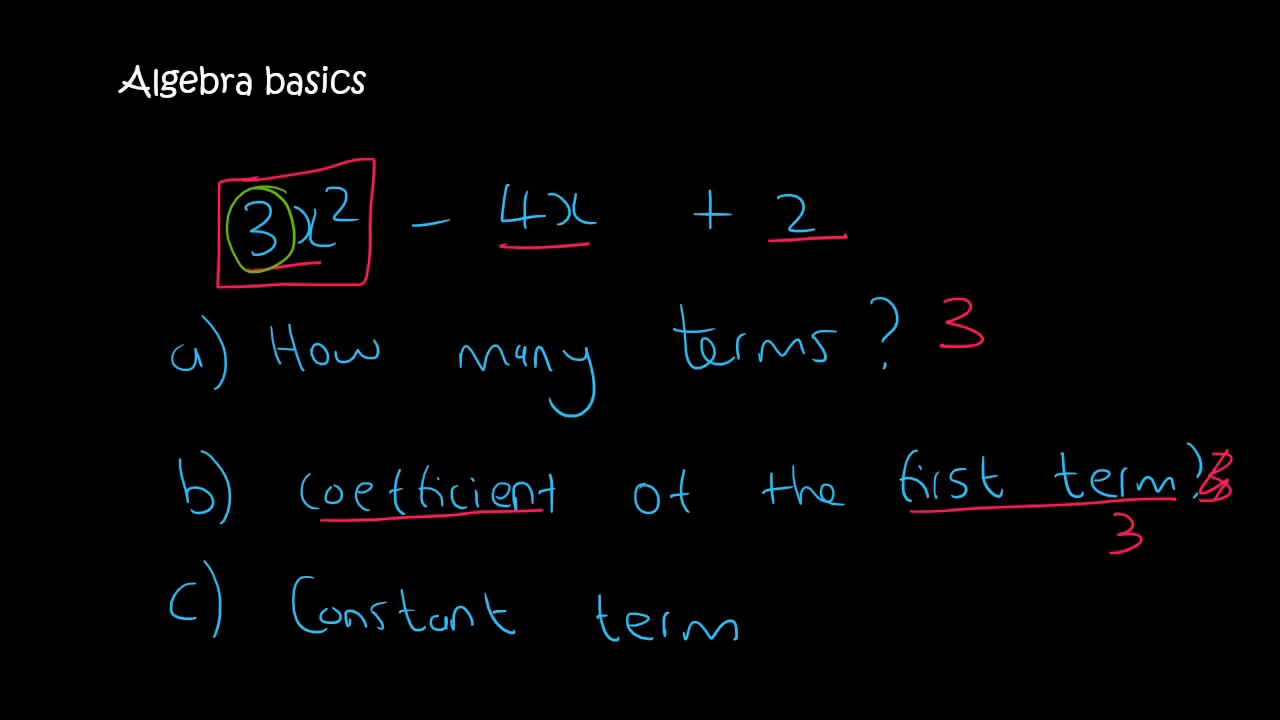 Algebra basics
3x² - 4x + 2
a) How many terms? 3
b) coefficient of the first term?
3
c) Constant term